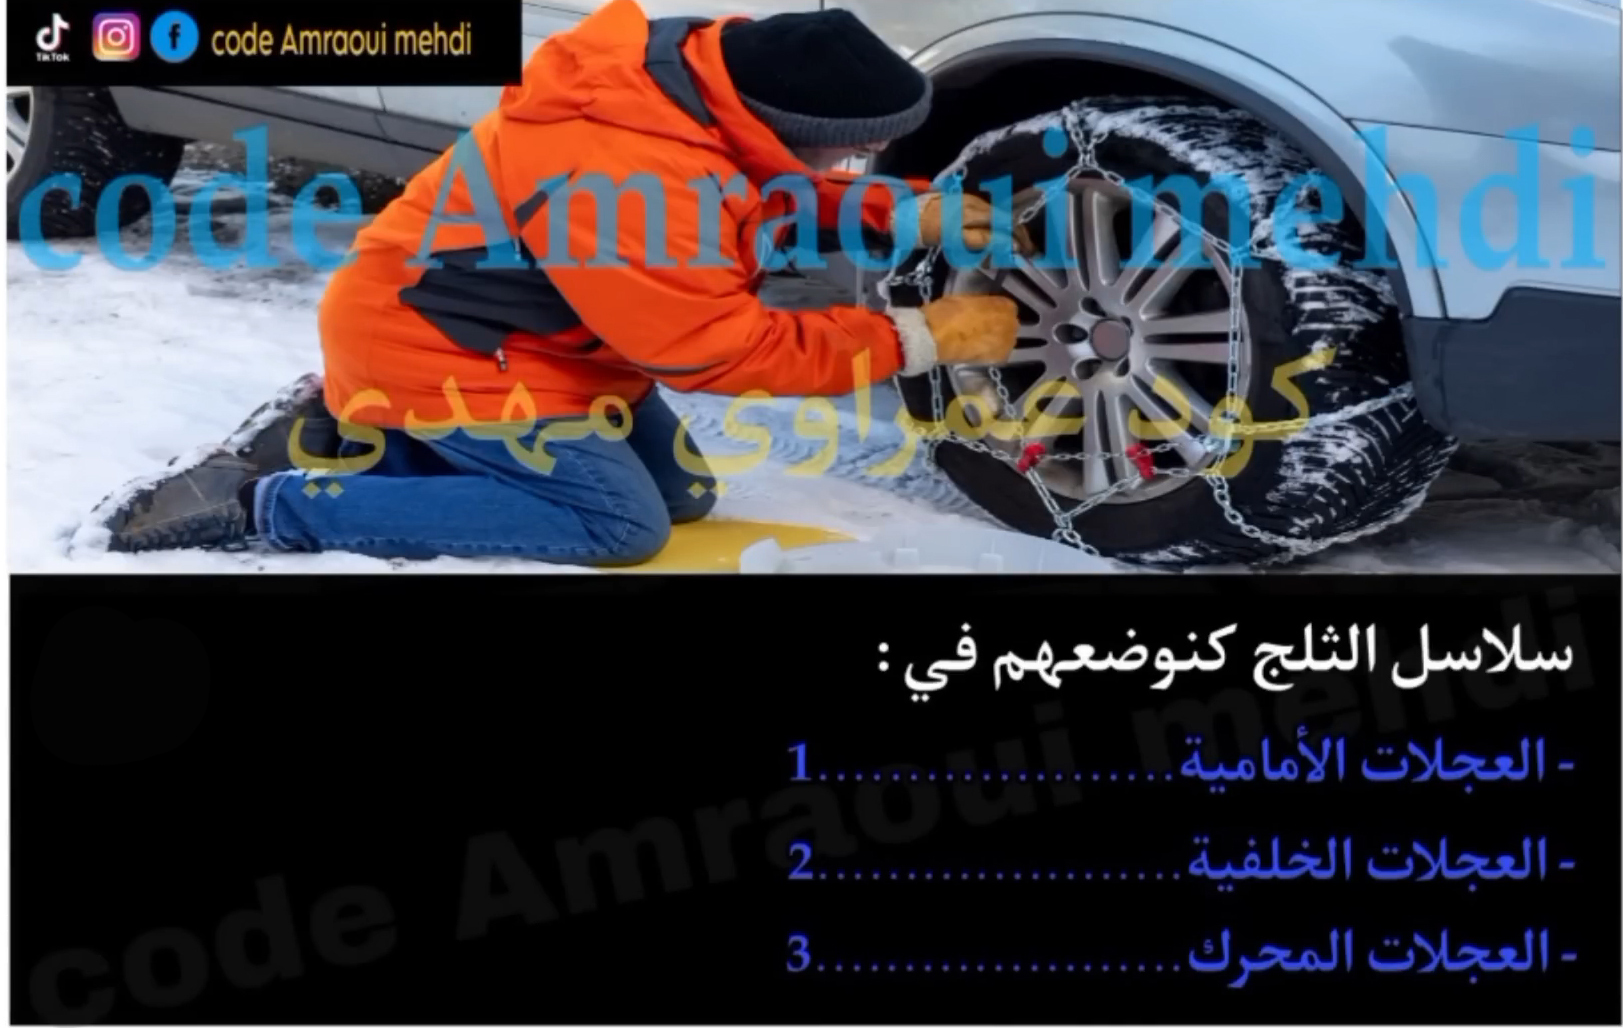 TikTok code Amraoui mehdi
code Amraoui mehdi
كود عمراوي مهدي
سلاسل الثلج كنوضعهم في :
- العجلات الأمامية.....................1
- العجلات الخلفية.....................2
- العجلات المحرك.....................3
code Amraoui mehdi